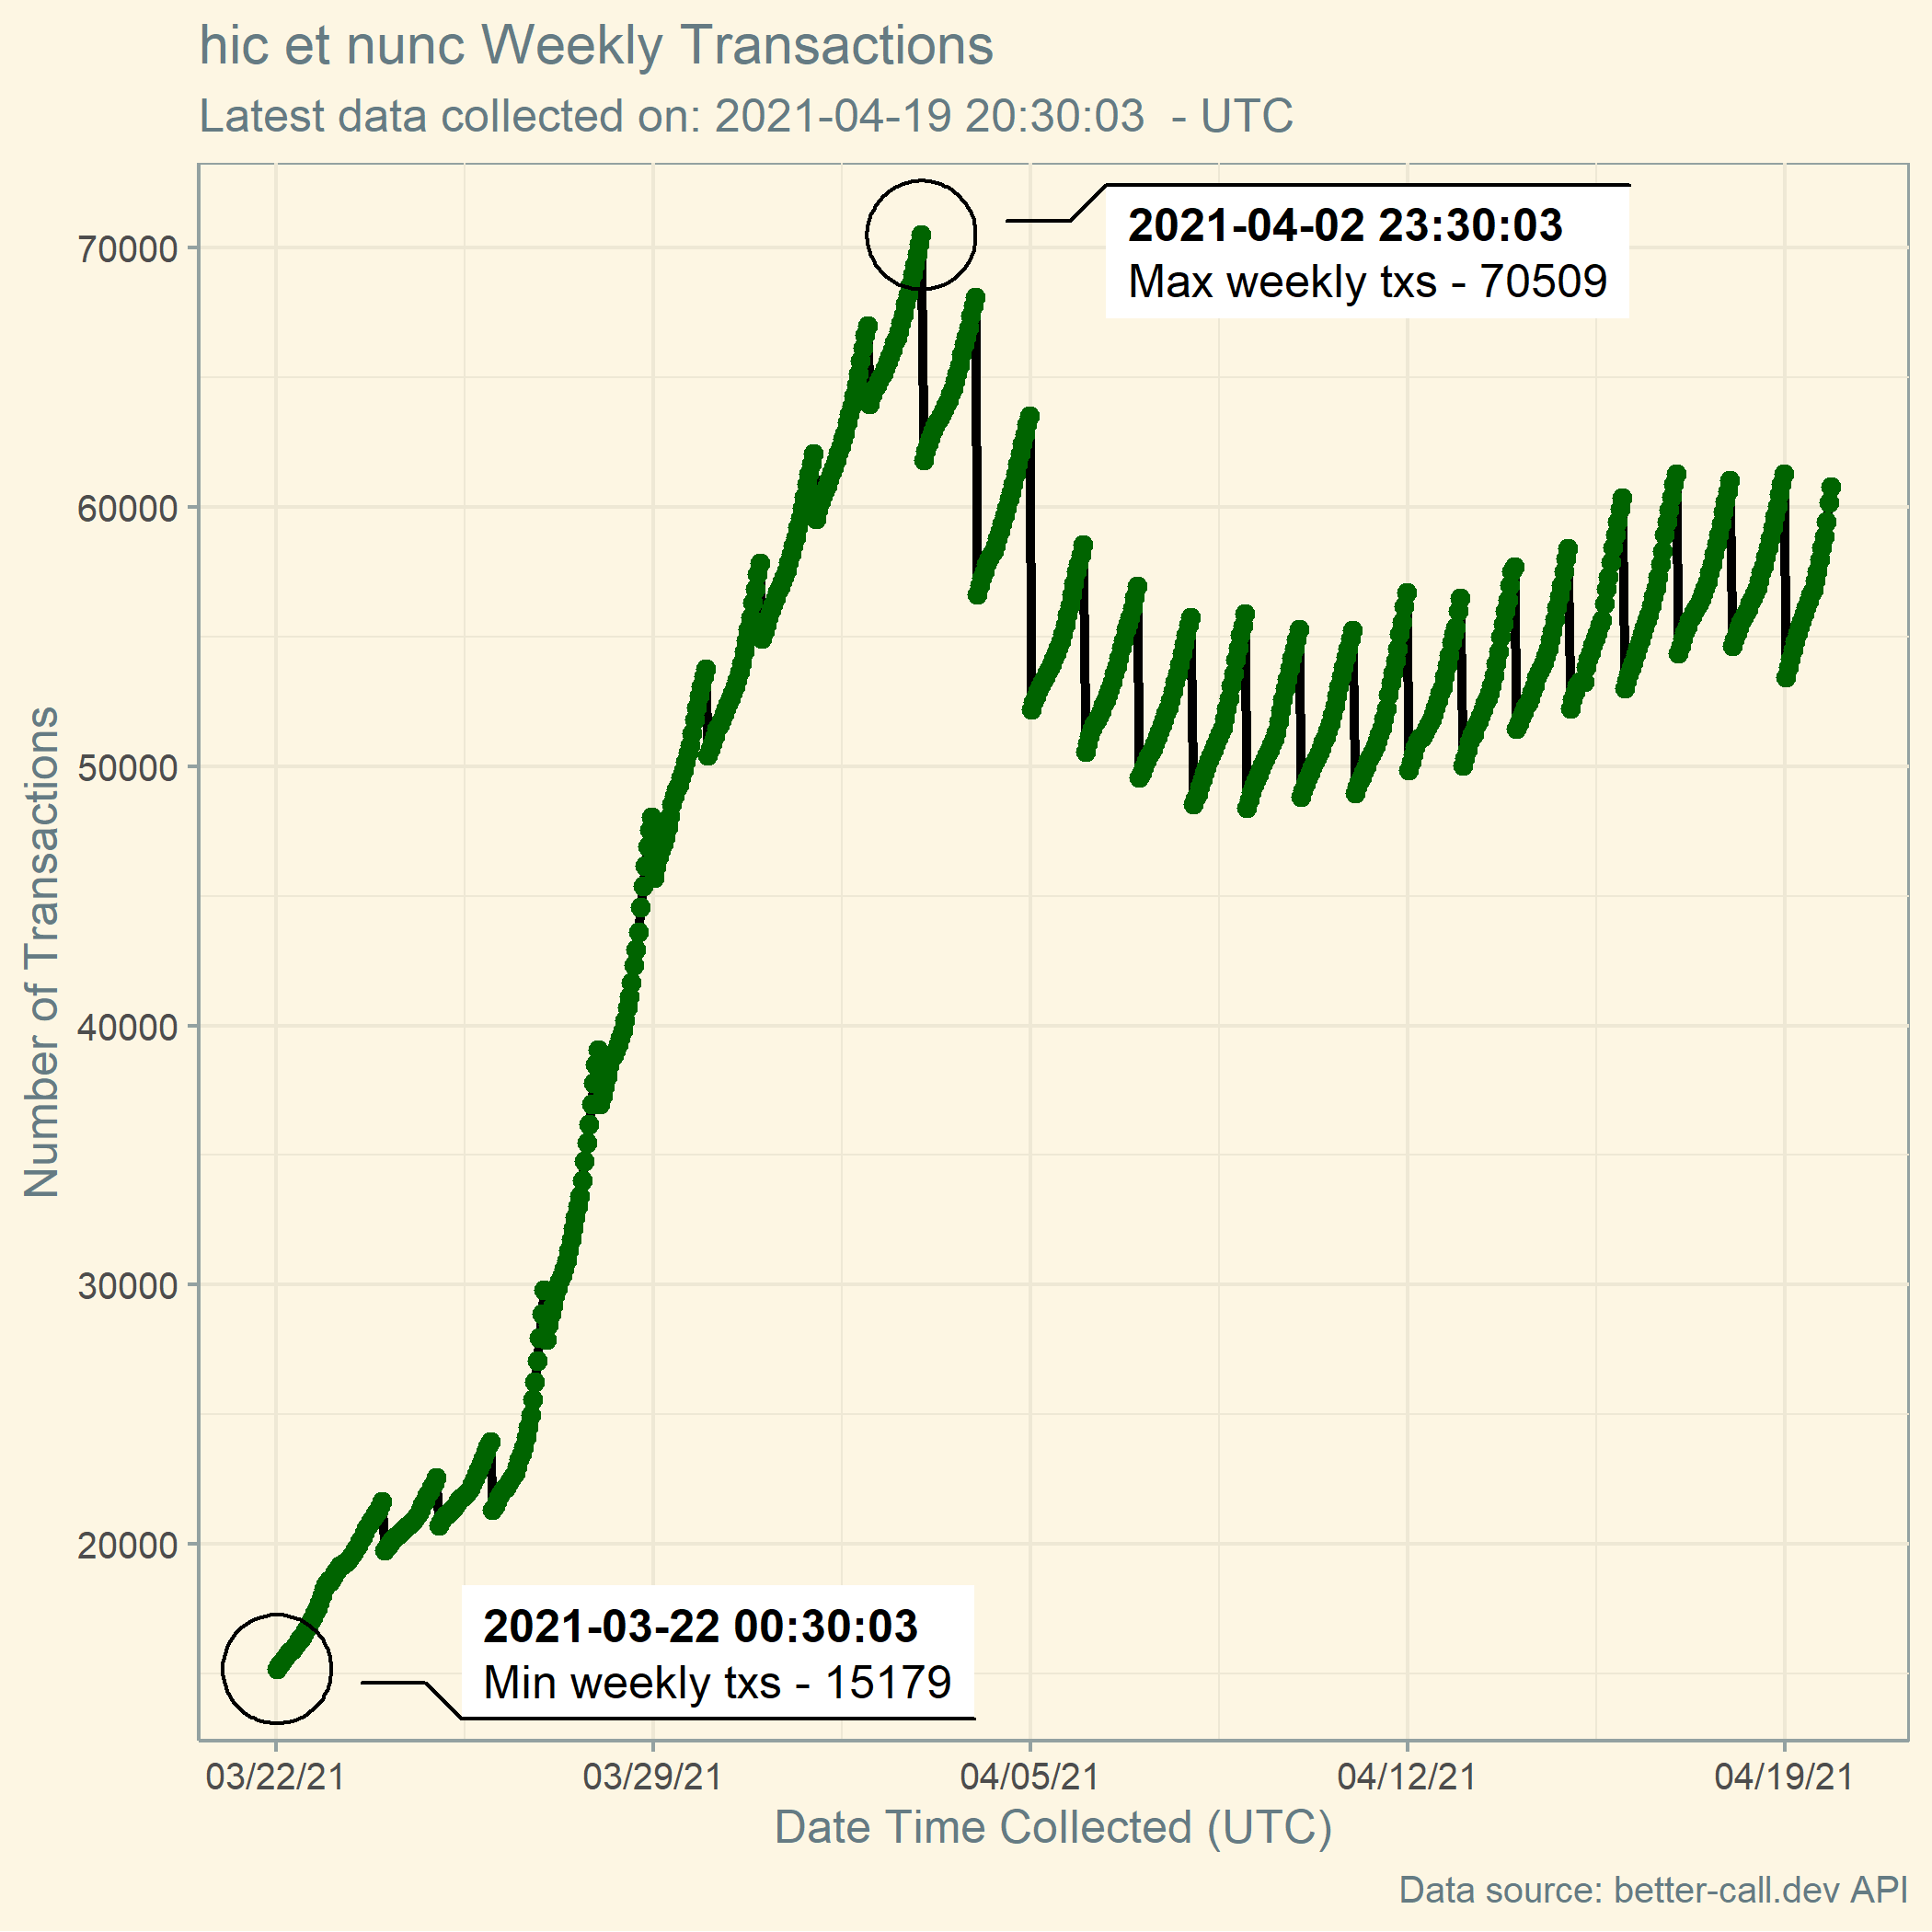 hic et nunc Weekly Transactions
Latest data collected on: 2021-04-19 20:30:03  - UTC
2021-04-02 23:30:03
Max weekly txs - 70509
70000
60000
50000
40000
30000
20000
Number of Transactions
2021-03-22 00:30:03
Min weekly txs - 15179
03/22/21 03/29/21 04/05/21 04/12/21 04/19/21
Date Time Collected (UTC)
Data source: better-call.dev API